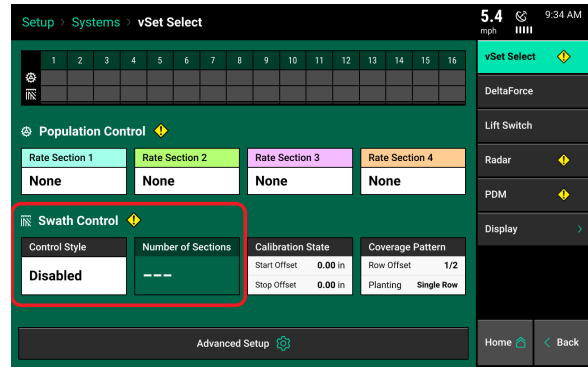 Setup > Systems > vSet Select
5.4 mph
9:34 AM
1 2 3 4 5 6 7 8 9 10 11 12 13 14 15 16
Population Control
Rate Section 1
None
Rate Section 2
None
Rate Section 3
None
Rate Section 4
None
Swath Control
Control Style
Disabled
Number of Sections
---
Calibration State
Start Offset 0.00 in
Stop Offset 0.00 in
Coverage Pattern
Row Offset 1/2
Planting Single Row
Advanced Setup
vSet Select
DeltaForce
Lift Switch
Radar
PDM
Display >
Home
< Back